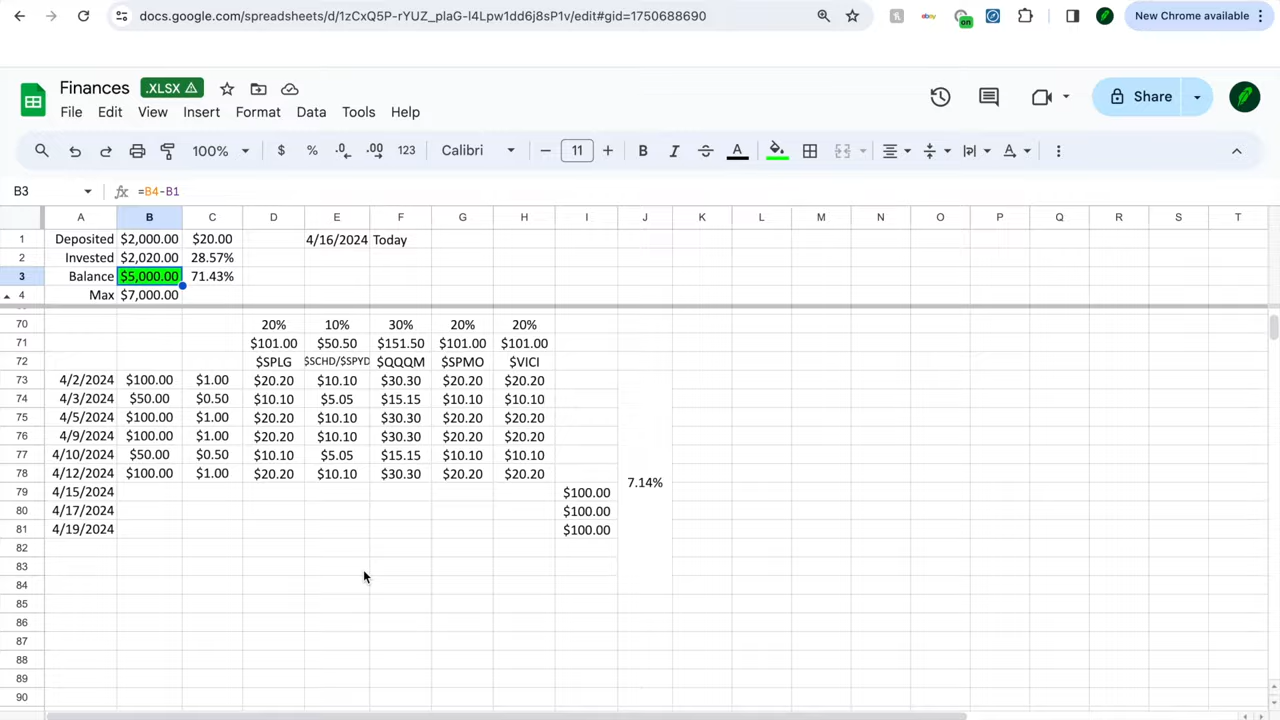 docs.google.com/spreadsheets/d/1zCxQ5P-rYUZ_plaG-l4Lpw1dd6j8sP1v/edit#gid=1750688690
ebay
on
New Chrome available
Finances .XLSX
File Edit View Insert Format Data Tools Help
Share
100% $ % .0 .00 123 Calibri 11 B I S A
B3 fx =B4-B1
A B C D E F G H I J K L M N O P Q R S T
1 Deposited $2,000.00 $20.00 4/16/2024 Today
2 Invested $2,020.00 28.57%
3 Balance $5,000.00 71.43%
4 Max $7,000.00
70 20% 10% 30% 20% 20%
71 $101.00 $50.50 $151.50 $101.00 $101.00
72 $SPLG $SCHD/$SPYD $QQQM $SPMO $VICI
73 4/2/2024 $100.00 $1.00 $20.20 $10.10 $30.30 $20.20 $20.20
74 4/3/2024 $50.00 $0.50 $10.10 $5.05 $15.15 $10.10 $10.10
75 4/5/2024 $100.00 $1.00 $20.20 $10.10 $30.30 $20.20 $20.20
76 4/9/2024 $100.00 $1.00 $20.20 $10.10 $30.30 $20.20 $20.20
77 4/10/2024 $50.00 $0.50 $10.10 $5.05 $15.15 $10.10 $10.10
78 4/12/2024 $100.00 $1.00 $20.20 $10.10 $30.30 $20.20 $20.20
7.14%
79 4/15/2024 $100.00
80 4/17/2024 $100.00
81 4/19/2024 $100.00
82
83
84
85
86
87
88
89
90